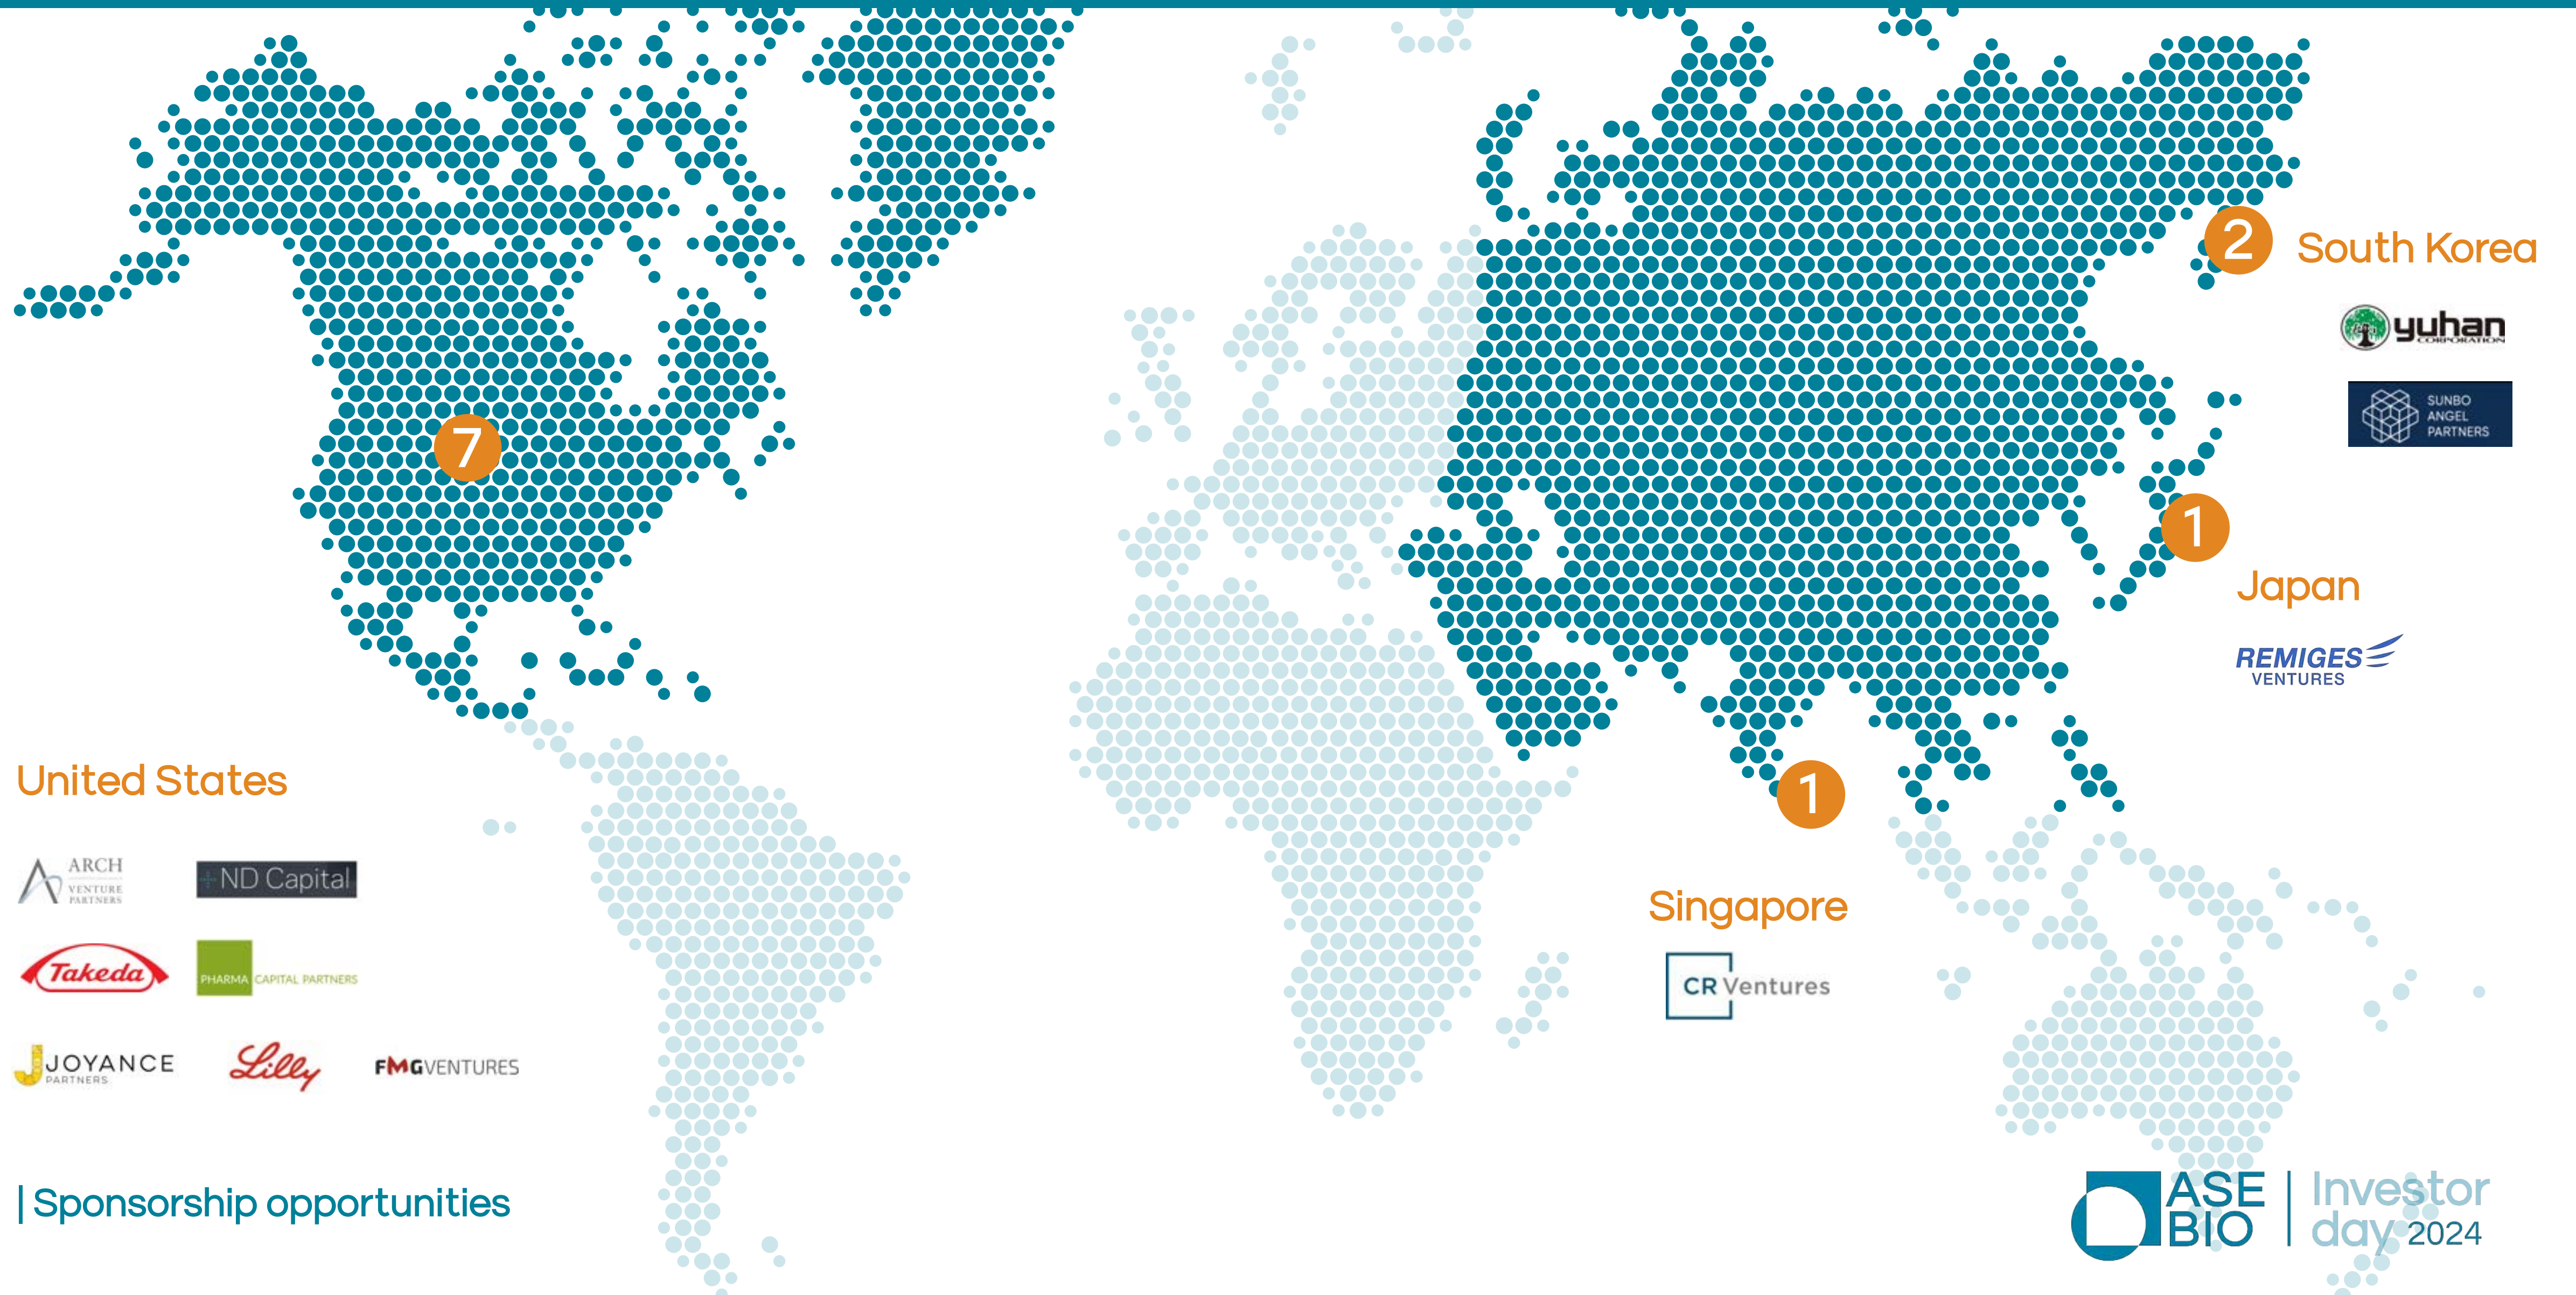 2
South Korea
yuhan
CORPORATION
SUNBO
ANGEL
PARTNERS
7
1
Japan
REMIGES
VENTURES
United States
1
ARCH
VENTURE
PARTNERS
+ND Capital
Singapore
Takeda
PHARMA CAPITAL PARTNERS
CR Ventures
JOYANCE
PARTNERS
Lilly
FMGVENTURES
| Sponsorship opportunities
ASE
BIO
Investor
day 2024